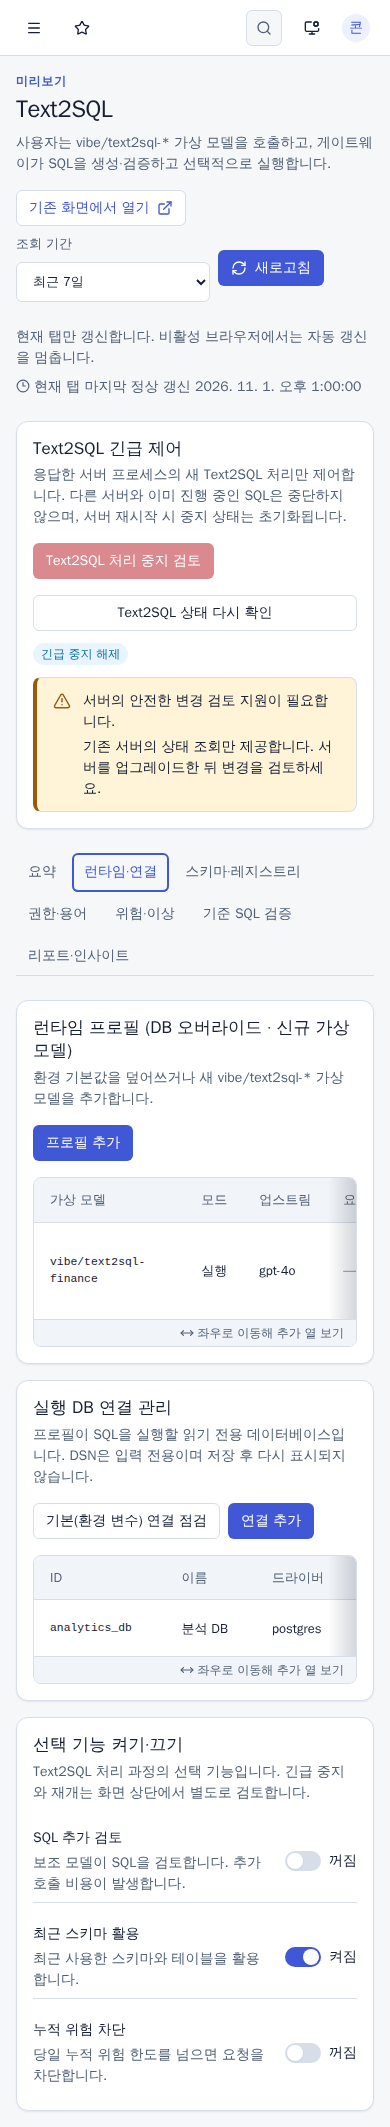 콘
미리보기
Text2SQL
사용자는 vibe/text2sql-* 가상 모델을 호출하고, 게이트웨
이가 SQL을 생성·검증하고 선택적으로 실행합니다.
기존 화면에서 열기
조회 기간
최근 7일
새로고침
현재 탭만 갱신합니다. 비활성 브라우저에서는 자동 갱신
을 멈춥니다.
현재 탭 마지막 정상 갱신 2026. 11. 1. 오후 1:00:00
Text2SQL 긴급 제어
응답한 서버 프로세스의 새 Text2SQL 처리만 제어합
니다. 다른 서버와 이미 진행 중인 SQL은 중단하지
않으며, 서버 재시작 시 중지 상태는 초기화됩니다.
Text2SQL 처리 중지 검토
Text2SQL 상태 다시 확인
긴급 중지 해제
서버의 안전한 변경 검토 지원이 필요합
니다.
기존 서버의 상태 조회만 제공합니다. 서
버를 업그레이드한 뒤 변경을 검토하세
요.
요약 런타임·연결 스키마·레지스트리
권한·용어 위험·이상 기준 SQL 검증
리포트·인사이트
런타임 프로필 (DB 오버라이드 · 신규 가상
모델)
환경 기본값을 덮어쓰거나 새 vibe/text2sql-* 가상
모델을 추가합니다.
프로필 추가
가상 모델 모드 업스트림 요
vibe/text2sql-
finance
실행 gpt-4o —
↔ 좌우로 이동해 추가 열 보기
실행 DB 연결 관리
프로필이 SQL을 실행할 읽기 전용 데이터베이스입
니다. DSN은 입력 전용이며 저장 후 다시 표시되지
않습니다.
기본(환경 변수) 연결 점검 연결 추가
ID 이름 드라이버
analytics_db 분석 DB postgres
↔ 좌우로 이동해 추가 열 보기
선택 기능 켜기·끄기
Text2SQL 처리 과정의 선택 기능입니다. 긴급 중지
와 재개는 화면 상단에서 별도로 검토합니다.
SQL 추가 검토
보조 모델이 SQL을 검토합니다. 추가
호출 비용이 발생합니다.
꺼짐
최근 스키마 활용
최근 사용한 스키마와 테이블을 활용
합니다.
켜짐
누적 위험 차단
당일 누적 위험 한도를 넘으면 요청을
차단합니다.
꺼짐